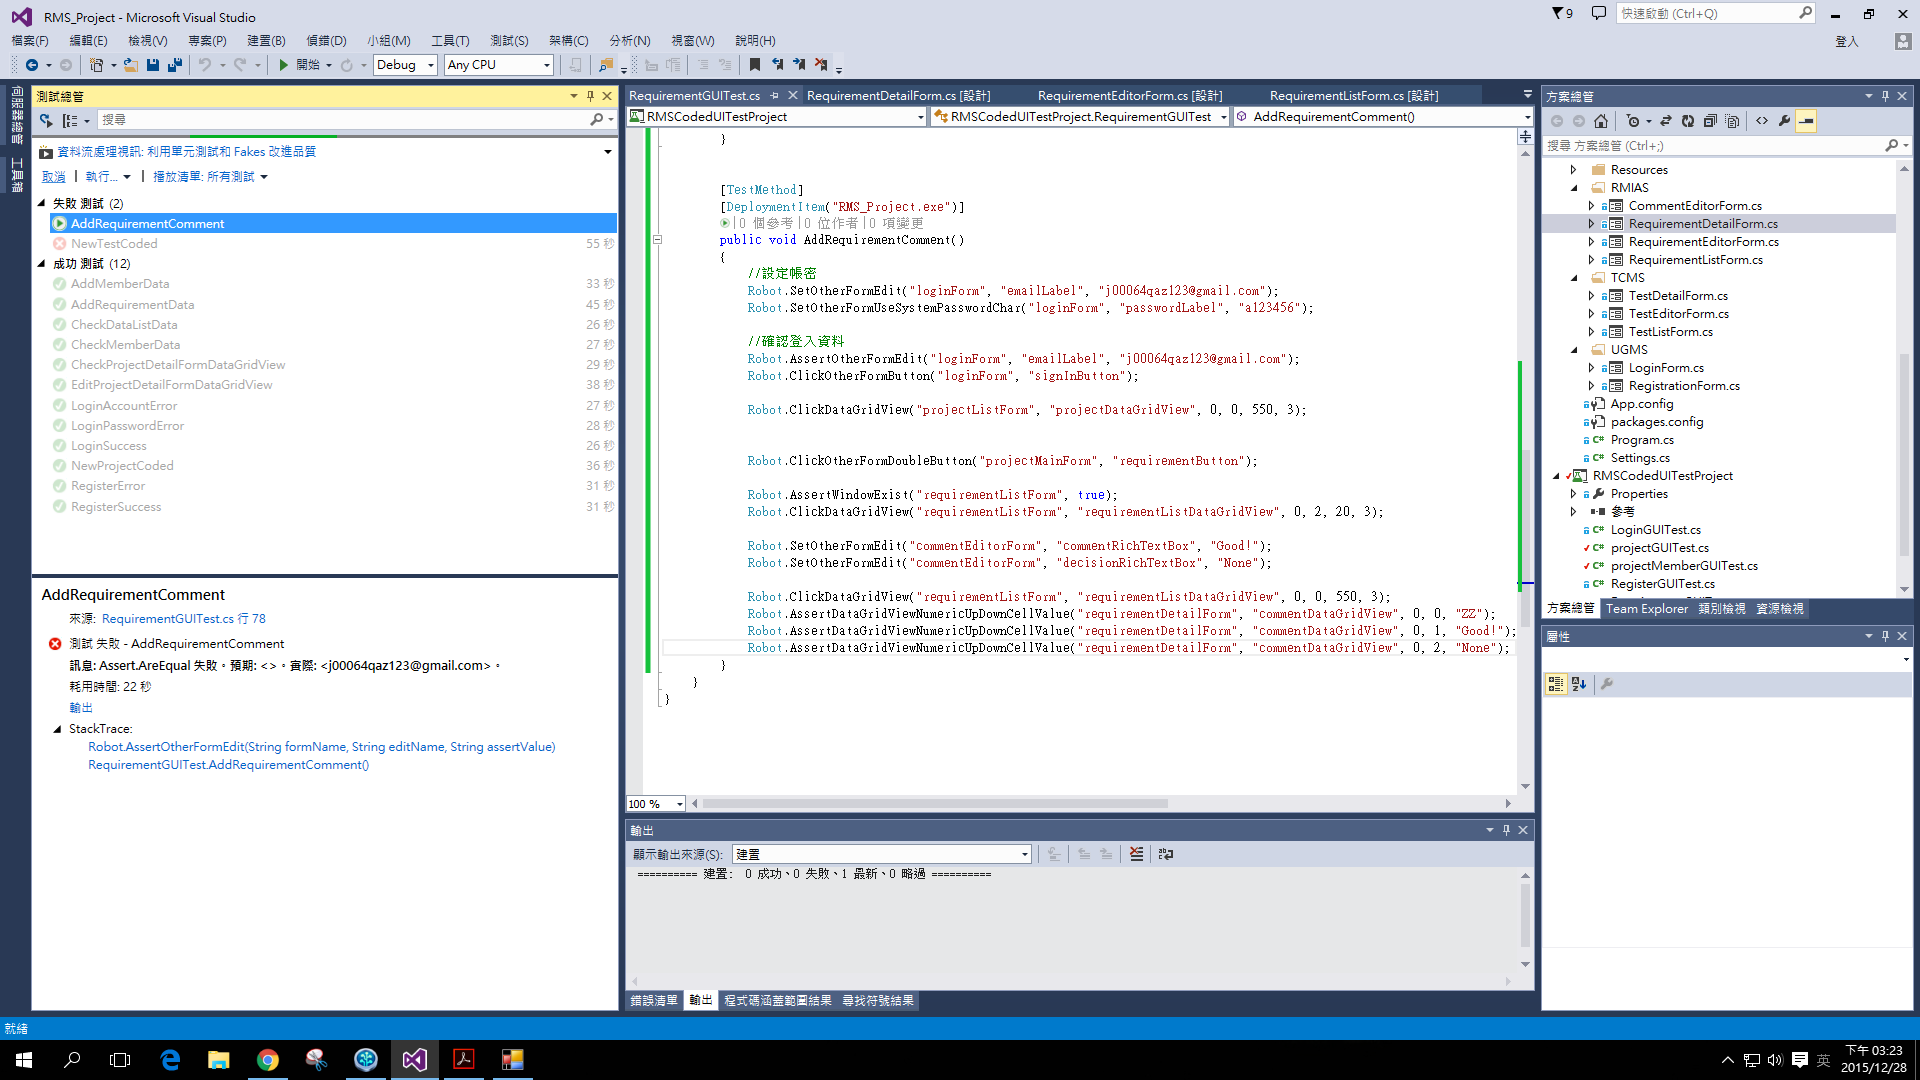 RMS_Project - Microsoft Visual Studio
9
快速啟動 (Ctrl+Q)
檔案(F) 編輯(E) 檢視(V) 專案(P) 建置(B) 偵錯(D) 小組(M) 工具(T) 測試(S) 架構(C) 分析(N) 視窗(W) 說明(H)
登入
開始 Debug Any CPU
伺服器總管
工具箱
測試總管
搜尋
資料流處理視訊: 利用單元測試和 Fakes 改進品質
取消 | 執行... | 播放清單: 所有測試
失敗 測試 (2)
AddRequirementComment
NewTestCoded 55 秒
成功 測試 (12)
AddMemberData 33 秒
AddRequirementData 45 秒
CheckDataListData 26 秒
CheckMemberData 27 秒
CheckProjectDetailFormDataGridView 29 秒
EditProjectDetailFormDataGridView 38 秒
LoginAccountError 27 秒
LoginPasswordError 28 秒
LoginSuccess 26 秒
NewProjectCoded 36 秒
RegisterError 31 秒
RegisterSuccess 31 秒
AddRequirementComment
來源: RequirementGUITest.cs 行 78
測試 失敗 - AddRequirementComment
訊息: Assert.AreEqual 失敗。預期: <>。實際: <j00064qaz123@gmail.com>。
耗用時間: 22 秒
輸出
StackTrace:
Robot.AssertOtherFormEdit(String formName, String editName, String assertValue)
RequirementGUITest.AddRequirementComment()
RequirementGUITest.cs RequirementDetailForm.cs [設計] RequirementEditorForm.cs [設計] RequirementListForm.cs [設計]
RMSCodedUITestProject RMSCodedUITestProject.RequirementGUITest AddRequirementComment()
}
[TestMethod]
[DeploymentItem("RMS_Project.exe")]
|0 個參考|0 位作者|0 項變更
public void AddRequirementComment()
{
//設定帳密
Robot.SetOtherFormEdit("loginForm", "emailLabel", "j00064qaz123@gmail.com");
Robot.SetOtherFormUseSystemPasswordChar("loginForm", "passwordLabel", "a123456");
//確認登入資料
Robot.AssertOtherFormEdit("loginForm", "emailLabel", "j00064qaz123@gmail.com");
Robot.ClickOtherFormButton("loginForm", "signInButton");
Robot.ClickDataGridView("projectListForm", "projectDataGridView", 0, 0, 550, 3);
Robot.ClickOtherFormDoubleButton("projectMainForm", "requirementButton");
Robot.AssertWindowExist("requirementListForm", true);
Robot.ClickDataGridView("requirementListForm", "requirementListDataGridView", 0, 2, 20, 3);
Robot.SetOtherFormEdit("commentEditorForm", "commentRichTextBox", "Good!");
Robot.SetOtherFormEdit("commentEditorForm", "decisionRichTextBox", "None");
Robot.ClickDataGridView("requirementListForm", "requirementListDataGridView", 0, 0, 550, 3);
Robot.AssertDataGridViewNumericUpDownCellValue("requirementDetailForm", "commentDataGridView", 0, 0, "ZZ");
Robot.AssertDataGridViewNumericUpDownCellValue("requirementDetailForm", "commentDataGridView", 0, 1, "Good!");
Robot.AssertDataGridViewNumericUpDownCellValue("requirementDetailForm", "commentDataGridView", 0, 2, "None");
}
}
}
100 %
輸出
顯示輸出來源(S): 建置
========== 建置: 0 成功、0 失敗、1 最新、0 略過 ==========
錯誤清單 輸出 程式碼涵蓋範圍結果 尋找符號結果
方案總管
搜尋 方案總管 (Ctrl+;)
Resources
RMIAS
CommentEditorForm.cs
RequirementDetailForm.cs
RequirementEditorForm.cs
RequirementListForm.cs
TCMS
TestDetailForm.cs
TestEditorForm.cs
TestListForm.cs
UGMS
LoginForm.cs
RegistrationForm.cs
App.config
packages.config
Program.cs
Settings.cs
RMSCodedUITestProject
Properties
參考
LoginGUITest.cs
projectGUITest.cs
projectMemberGUITest.cs
RegisterGUITest.cs
方案總管 Team Explorer 類別檢視 資源檢視
屬性
就緒
英
下午 03:23
2015/12/28